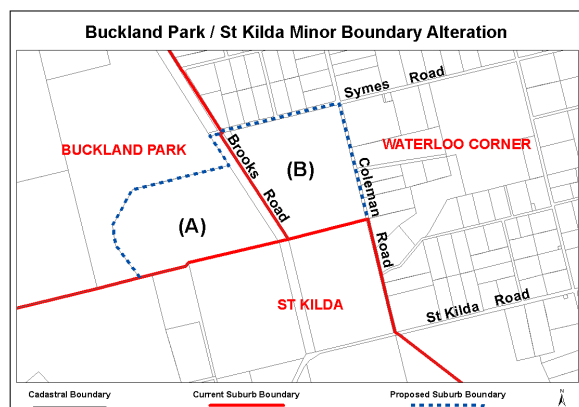 Buckland Park / St Kilda Minor Boundary Alteration
Symes Road
BUCKLAND PARK
WATERLOO CORNER
Brooks Road
(B)
Coleman Road
(A)
ST KILDA
St Kilda Road
Cadastral Boundary
Current Suburb Boundary
Proposed Suburb Boundary
N